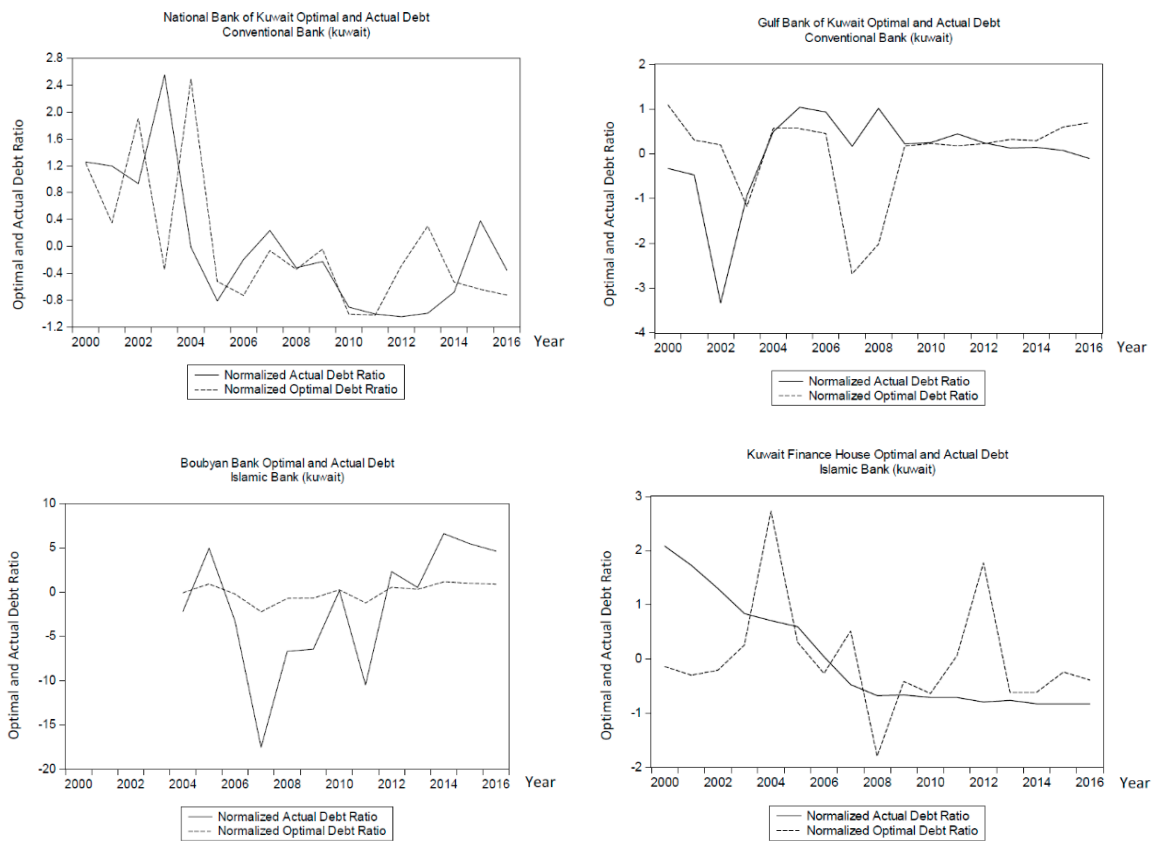 National Bank of Kuwait Optimal and Actual Debt
Conventional Bank (kuwait)
Optimal and Actual Debt Ratio
2.8
2.4
2.0
1.6
1.2
0.8
0.4
0.0
-0.4
-0.8
-1.2
2000 2002 2004 2006 2008 2010 2012 2014 2016 Year
Normalized Actual Debt Ratio
Normalized Optimal Debt Rratio
Gulf Bank of Kuwait Optimal and Actual Debt
Conventional Bank (kuwait)
Optimal and Actual Debt Ratio
2
1
0
-1
-2
-3
-4
2000 2002 2004 2006 2008 2010 2012 2014 2016 Year
Normalized Actual Debt Ratio
Normalized Optimal Debt Ratio
Boubyan Bank Optimal and Actual Debt
Islamic Bank (kuwait)
Optimal and Actual Debt Ratio
10
5
0
-5
-10
-15
-20
2000 2002 2004 2006 2008 2010 2012 2014 2016 Year
Normalized Actual Debt Ratio
Normalized Optimal Debt Ratio
Kuwait Finance House Optimal and Actual Debt
Islamic Bank (kuwait)
Optimal and Actual Debt Ratio
3
2
1
0
-1
-2
2000 2002 2004 2006 2008 2010 2012 2014 2016 Year
Normalized Actual Debt Ratio
Normalized Optimal Debt Ratio